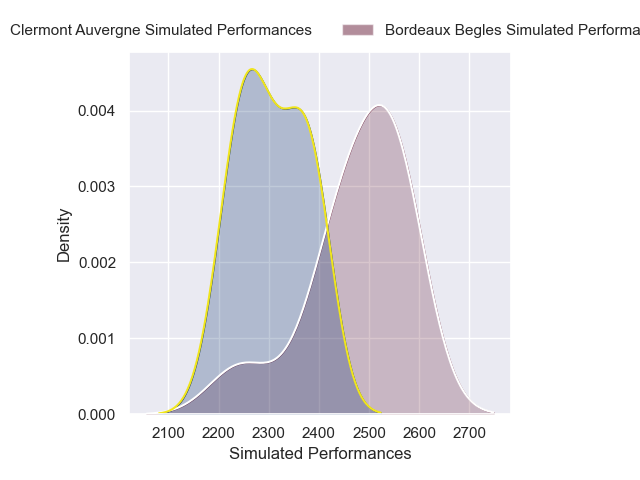 Clermont Auvergne Simulated Performances
Bordeaux Begles Simulated Performa
0.004
0.003
0.002
0.001
0.000
Density
2100 2200 2300 2400 2500 2600 2700
Simulated Performances